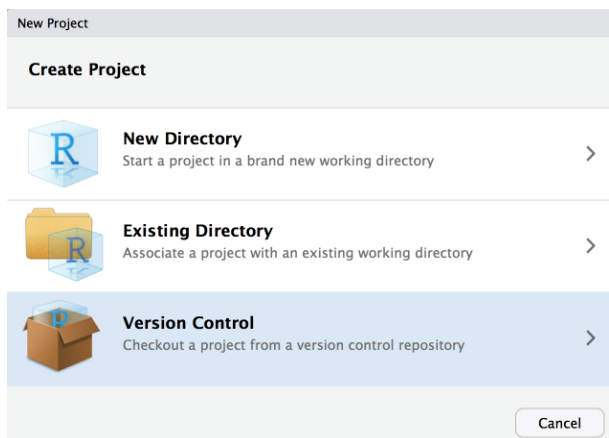 New Project
Create Project
R
New Directory
Start a project in a brand new working directory
R
Existing Directory
Associate a project with an existing working directory
R
Version Control
Checkout a project from a version control repository
Cancel